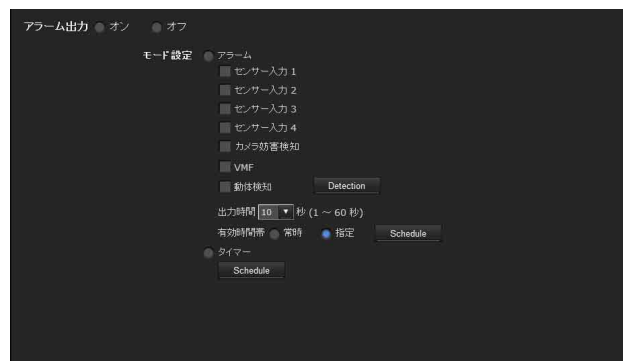 アラーム出力 オン オフ
モード設定 アラーム
センサー入力 1
センサー入力 2
センサー入力 3
センサー入力 4
カメラ妨害検知
VMF
動体検知 Detection
出力時間 10 秒 (1 ~ 60 秒)
有効時間帯 常時 指定 Schedule
タイマー
Schedule